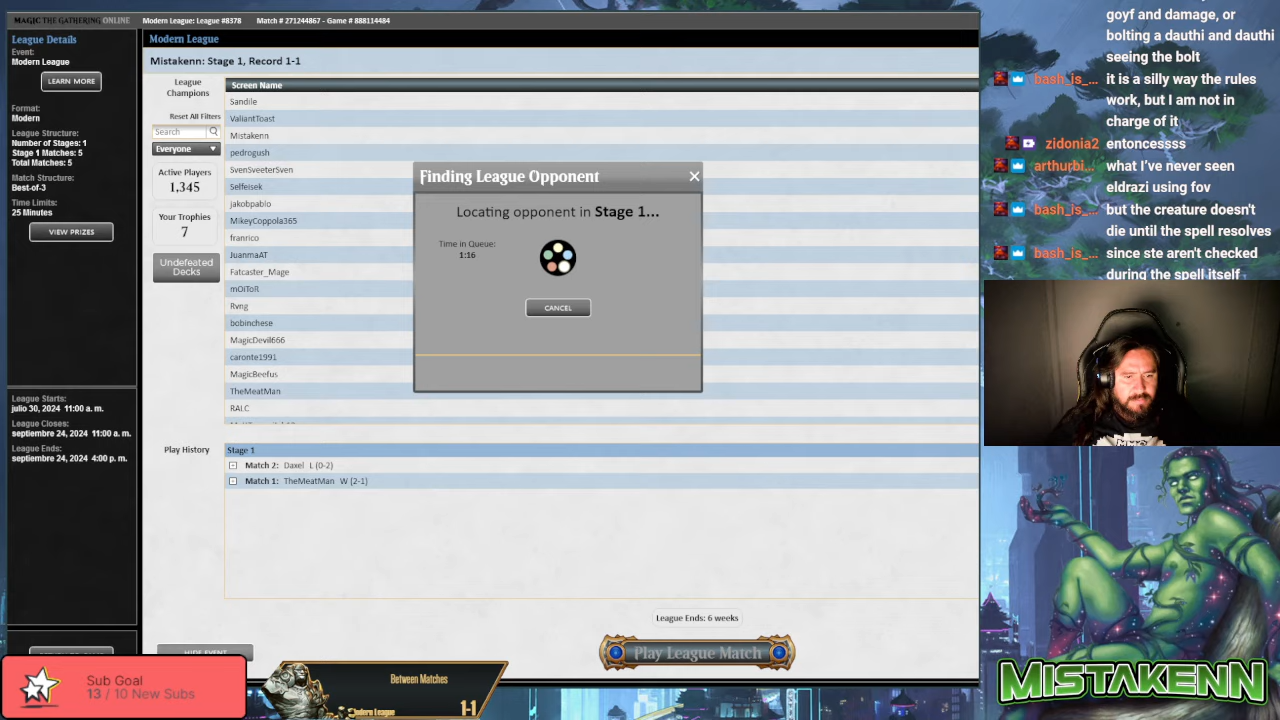 MAGIC THE GATHERING ONLINE
Modern League: League #8378
Match # 271244867 - Game # 888114484
League Details
Event:
Modern League
LEARN MORE
Format:
Modern
League Structure:
Number of Stages: 1
Stage 1 Matches: 5
Total Matches: 5
Match Structure:
Best-of-3
Time Limits:
25 Minutes
VIEW PRIZES
League Starts:
julio 30, 2024 11:00 a. m.
League Closes:
septiembre 24, 2024 11:00 a. m.
League Ends:
septiembre 24, 2024 4:00 p. m.
Modern League
Mistakenn: Stage 1, Record 1-1
League
Champions
Reset All Filters
Search
Everyone
Active Players
1,345
Your Trophies
7
Undefeated
Decks
Screen Name
Sandile
ValiantToast
Mistakenn
pedrogush
SvenSveeterSven
Selfeisek
jakobpablo
MikeyCoppola365
franrico
JuanmaAT
Fatcaster_Mage
mOiToR
Rvng
bobinchese
MagicDevil666
caronte1991
MagicBeefus
TheMeatMan
RALC
Finding League Opponent
Locating opponent in Stage 1...
Time in Queue:
1:16
CANCEL
Play History
Stage 1
Match 2: Daxel L (0-2)
Match 1: TheMeatMan W (2-1)
League Ends: 6 weeks
Play League Match
HIDE EVENT
Sub Goal
13 / 10 New Subs
Between Matches
Modern League
1-1
goyf and damage, or
bolting a dauthi and dauthi
seeing the bolt
bash_is_... it is a silly way the rules
work, but I am not in
charge of it
zidonia2 entoncessss
arthurbi... what I've never seen
eldrazi using fov
bash_is_... but the creature doesn't
die until the spell resolves
bash_is_... since ste aren't checked
during the spell itself
MISTAKENN